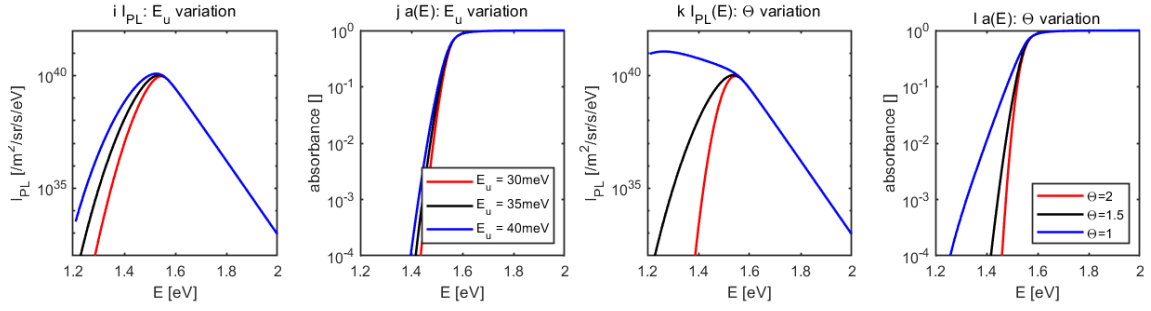 i I_PL: E_u variation
I_PL [/m^2/sr/s/eV]
10^40
10^35
1.2 1.4 1.6 1.8 2
E [eV]
j a(E): E_u variation
absorbance []
10^0
10^-1
10^-2
10^-3
10^-4
E_u = 30meV
E_u = 35meV
E_u = 40meV
1.2 1.4 1.6 1.8 2
E [eV]
k I_PL(E): Θ variation
I_PL [/m^2/sr/s/eV]
10^40
10^35
1.2 1.4 1.6 1.8 2
E [eV]
l a(E): Θ variation
absorbance []
10^0
10^-1
10^-2
10^-3
10^-4
Θ=2
Θ=1.5
Θ=1
1.2 1.4 1.6 1.8 2
E [eV]